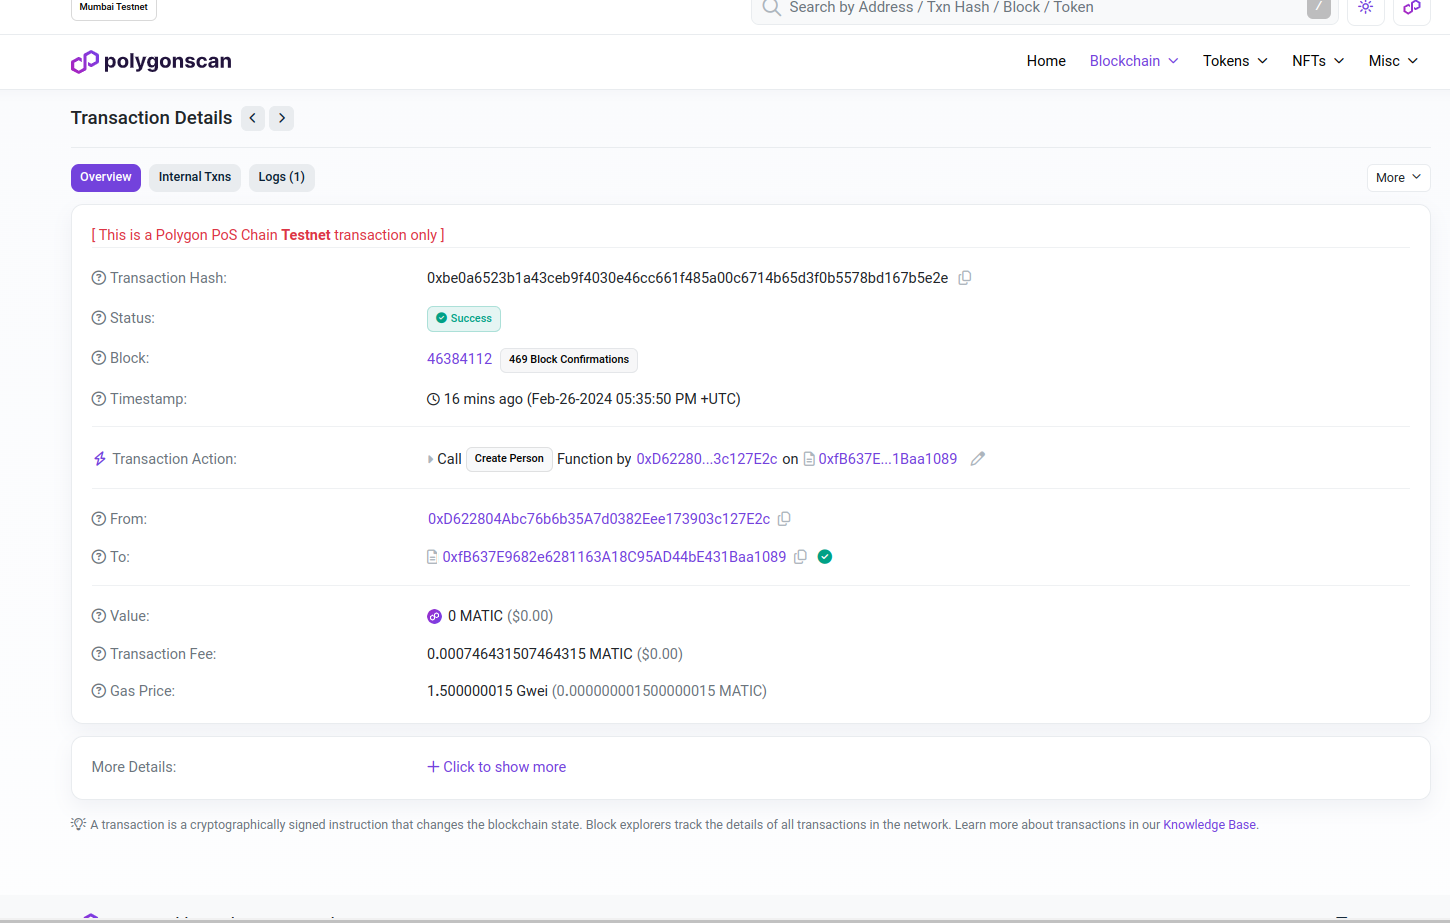 Mumbai Testnet
Search by Address / Txn Hash / Block / Token /
polygonscan
Home Blockchain Tokens NFTs Misc
Transaction Details
Overview Internal Txns Logs (1) More
[ This is a Polygon PoS Chain Testnet transaction only ]
Transaction Hash: 0xbe0a6523b1a43ceb9f4030e46cc661f485a00c6714b65d3f0b5578bd167b5e2e
Status: Success
Block: 46384112 469 Block Confirmations
Timestamp: 16 mins ago (Feb-26-2024 05:35:50 PM +UTC)
Transaction Action: Call Create Person Function by 0xD62280...3c127E2c on 0xfB637E...1Baa1089
From: 0xD622804Abc76b6b35A7d0382Eee173903c127E2c
To: 0xfB637E9682e6281163A18C95AD44bE431Baa1089
Value: 0 MATIC ($0.00)
Transaction Fee: 0.000746431507464315 MATIC ($0.00)
Gas Price: 1.500000015 Gwei (0.000000001500000015 MATIC)
More Details: + Click to show more
A transaction is a cryptographically signed instruction that changes the blockchain state. Block explorers track the details of all transactions in the network. Learn more about transactions in our Knowledge Base.